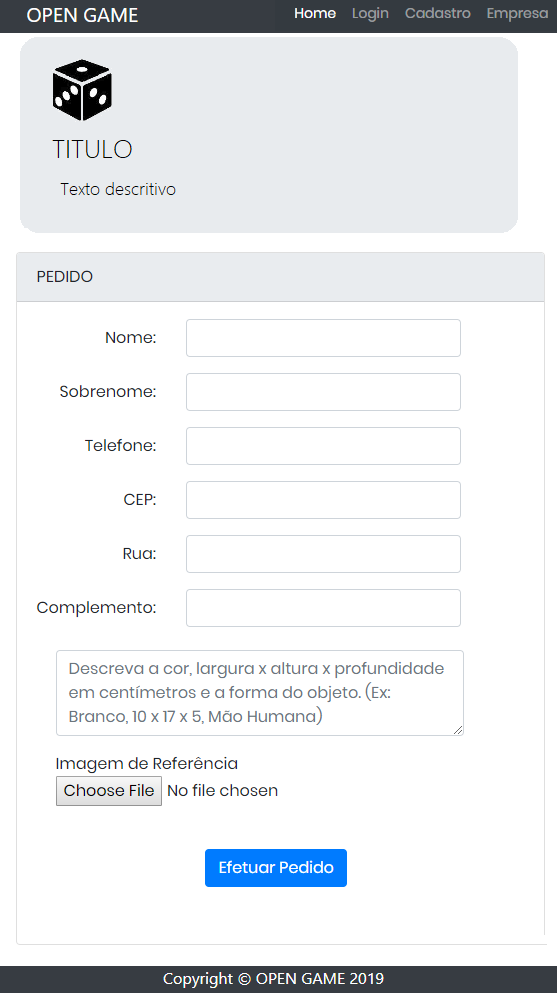 OPEN GAME Home Login Cadastro Empresa
TITULO
Texto descritivo
PEDIDO
Nome:
Sobrenome:
Telefone:
CEP:
Rua:
Complemento:
Descreva a cor, largura x altura x profundidade
em centímetros e a forma do objeto. (Ex:
Branco, 10 x 17 x 5, Mão Humana)
Imagem de Referência
Choose File No file chosen
Efetuar Pedido
Copyright © OPEN GAME 2019